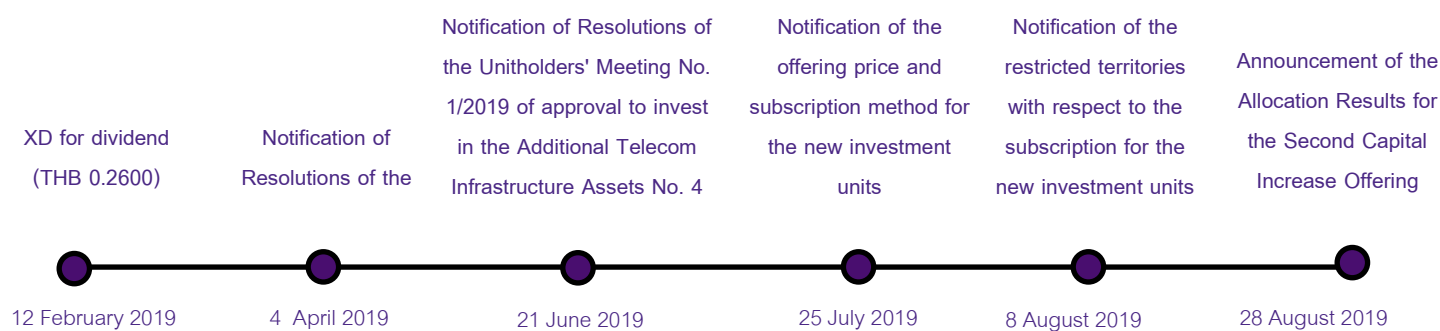 XD for dividend
(THB 0.2600)
12 February 2019
Notification of
Resolutions of the
4 April 2019
Notification of Resolutions of
the Unitholders' Meeting No.
1/2019 of approval to invest
in the Additional Telecom
Infrastructure Assets No. 4
21 June 2019
Notification of the
offering price and
subscription method for
the new investment
units
25 July 2019
Notification of the
restricted territories
with respect to the
subscription for the
new investment units
8 August 2019
Announcement of the
Allocation Results for
the Second Capital
Increase Offering
28 August 2019